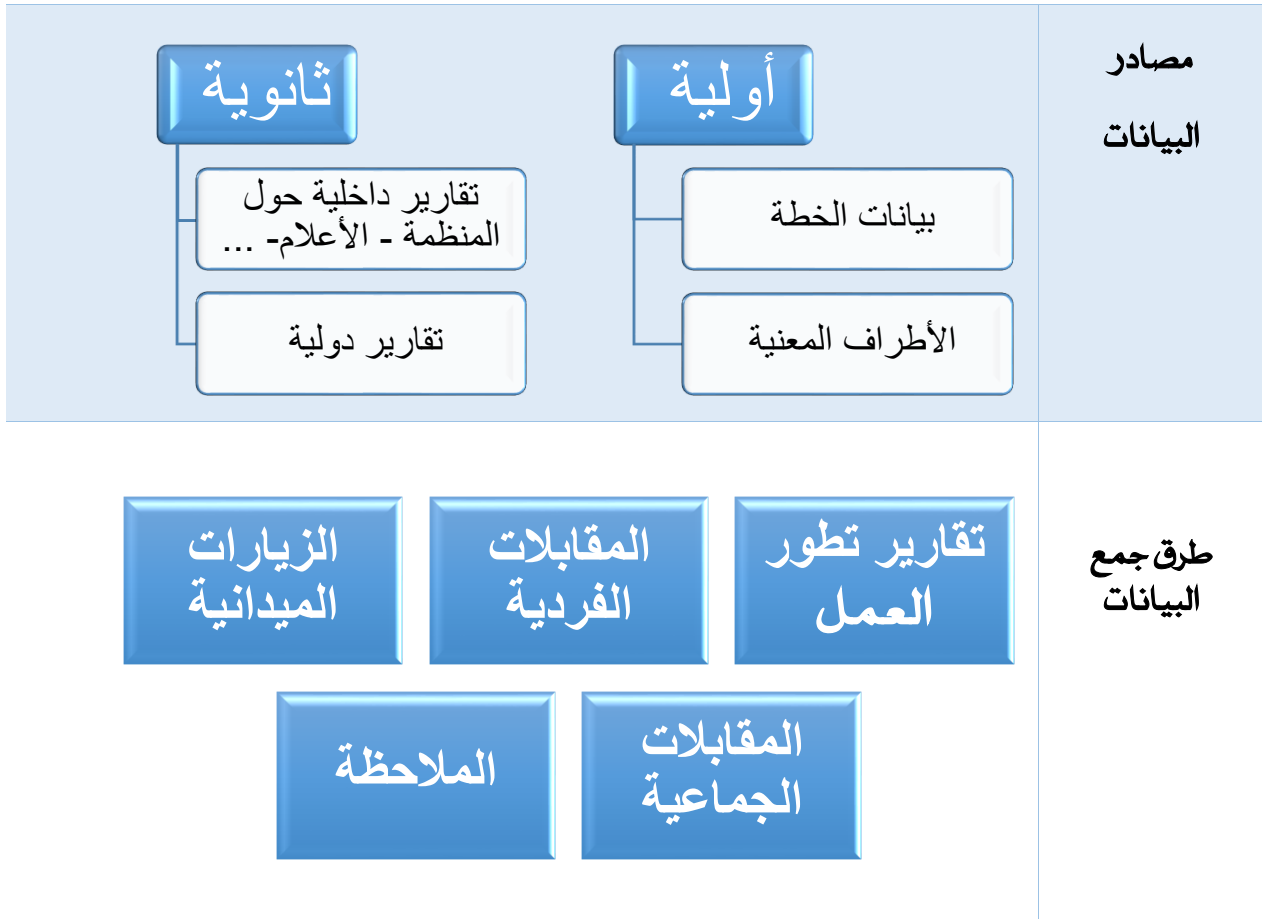 مصادر
البيانات
أولية
بيانات الخطة
الأطراف المعنية
ثانوية
تقارير داخلية حول
المنظمة - الأعلام- ...
تقارير دولية
طرق جمع
البيانات
تقارير تطور
العمل
المقابلات
الفردية
الزيارات
الميدانية
المقابلات
الجماعية
الملاحظة